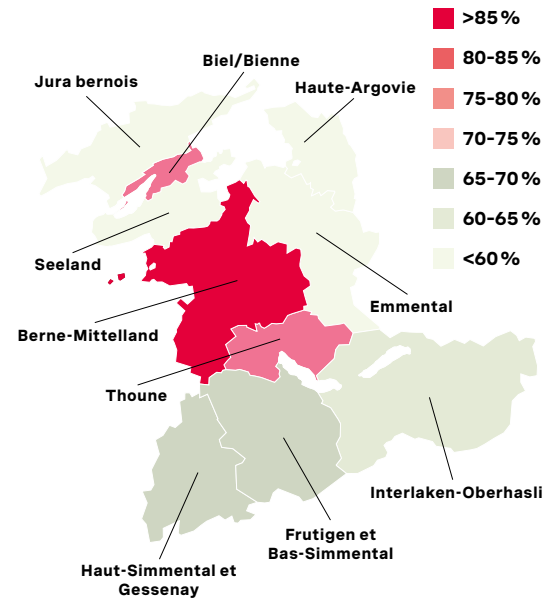 >85 %
80-85 %
75-80 %
70-75 %
65-70 %
60-65 %
<60 %
Biel/Bienne
Jura bernois
Haute-Argovie
Seeland
Emmental
Berne-Mittelland
Thoune
Interlaken-Oberhasli
Frutigen et
Bas-Simmental
Haut-Simmental et
Gessenay